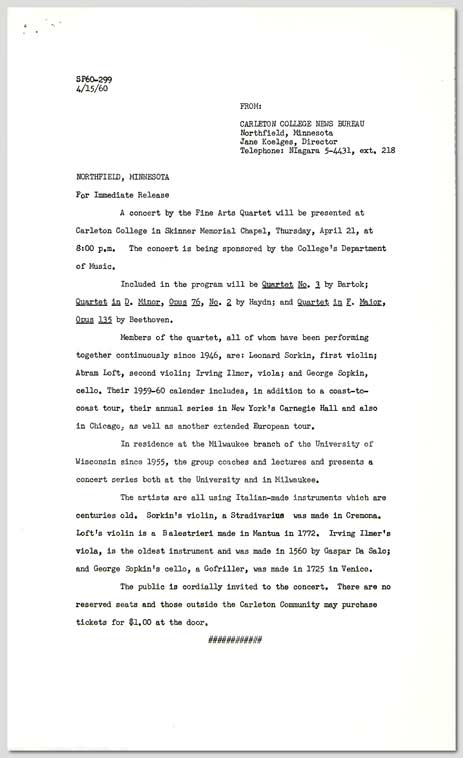 SP60-299
4/15/60
FROM:
CARLETON COLLEGE NEWS BUREAU
Northfield, Minnesota
Jane Koelges, Director
Telephone: NIagara 5-4431, ext. 218
NORTHFIELD, MINNESOTA
For Immediate Release
A concert by the Fine Arts Quartet will be presented at
Carleton College in Skinner Memorial Chapel, Thursday, April 21, at
8:00 p.m. The concert is being sponsored by the College's Department
of Music.
Included in the program will be Quartet No. 3 by Bartok;
Quartet in D. Minor, Opus 76, No. 2 by Haydn; and Quartet in F. Major,
Opus 135 by Beethoven.
Members of the quartet, all of whom have been performing
together continuously since 1946, are: Leonard Sorkin, first violin;
Abram Loft, second violin; Irving Ilmer, viola; and George Sopkin,
cello. Their 1959-60 calender includes, in addition to a coast-to-
coast tour, their annual series in New York's Carnegie Hall and also
in Chicago, as well as another extended European tour.
In residence at the Milwaukee branch of the University of
Wisconsin since 1955, the group coaches and lectures and presents a
concert series both at the University and in Milwaukee.
The artists are all using Italian-made instruments which are
centuries old. Sorkin's violin, a Stradivarius was made in Cremona.
Loft's violin is a Balestrieri made in Mantua in 1772. Irving Ilmer's
viola, is the oldest instrument and was made in 1560 by Gaspar Da Salo;
and George Sopkin's cello, a Gofriller, was made in 1725 in Venice.
The public is cordially invited to the concert. There are no
reserved seats and those outside the Carleton Community may purchase
tickets for $1.00 at the door.
############